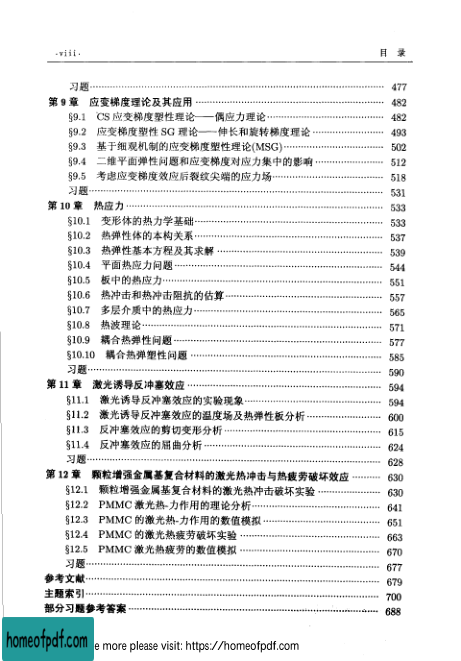 ·viii· 目 录
习题 477
第 9 章 应变梯度理论及其应用 482
§9.1 CS 应变梯度塑性理论——偶应力理论 482
§9.2 应变梯度塑性 SG 理论——伸长和旋转梯度理论 493
§9.3 基于细观机制的应变梯度塑性理论(MSG) 502
§9.4 二维平面弹性问题和应变梯度对应力集中的影响 512
§9.5 考虑应变梯度效应后裂纹尖端的应力场 518
习题 531
第 10 章 热应力 533
§10.1 变形体的热力学基础 533
§10.2 热弹性体的本构关系 537
§10.3 热弹性基本方程及其求解 539
§10.4 平面热应力问题 544
§10.5 板中的热应力 551
§10.6 热冲击和热冲击阻抗的估算 557
§10.7 多层介质中的热应力 565
§10.8 热波理论 571
§10.9 耦合热弹性问题 577
§10.10 耦合热弹塑性问题 585
习题 590
第 11 章 激光诱导反冲塞效应 594
§11.1 激光诱导反冲塞效应的实验现象 594
§11.2 激光诱导反冲塞效应的温度场及热弹性板分析 600
§11.3 反冲塞效应的剪切变形分析 615
§11.4 反冲塞效应的屈曲分析 624
习题 628
第 12 章 颗粒增强金属基复合材料的激光热冲击与热疲劳破坏效应 630
§12.1 颗粒增强金属基复合材料的激光热冲击破坏实验 630
§12.2 PMMC 激光热-力作用的理论分析 641
§12.3 PMMC 的激光热-力作用的数值模拟 651
§12.4 PMMC 的激光热疲劳破坏实验 663
§12.5 PMMC 激光热疲劳的数值模拟 670
习题 677
参考文献 679
主题索引 700
部分习题参考答案 688
homeofpdf.com
e more please visit: https://homeofpdf.com